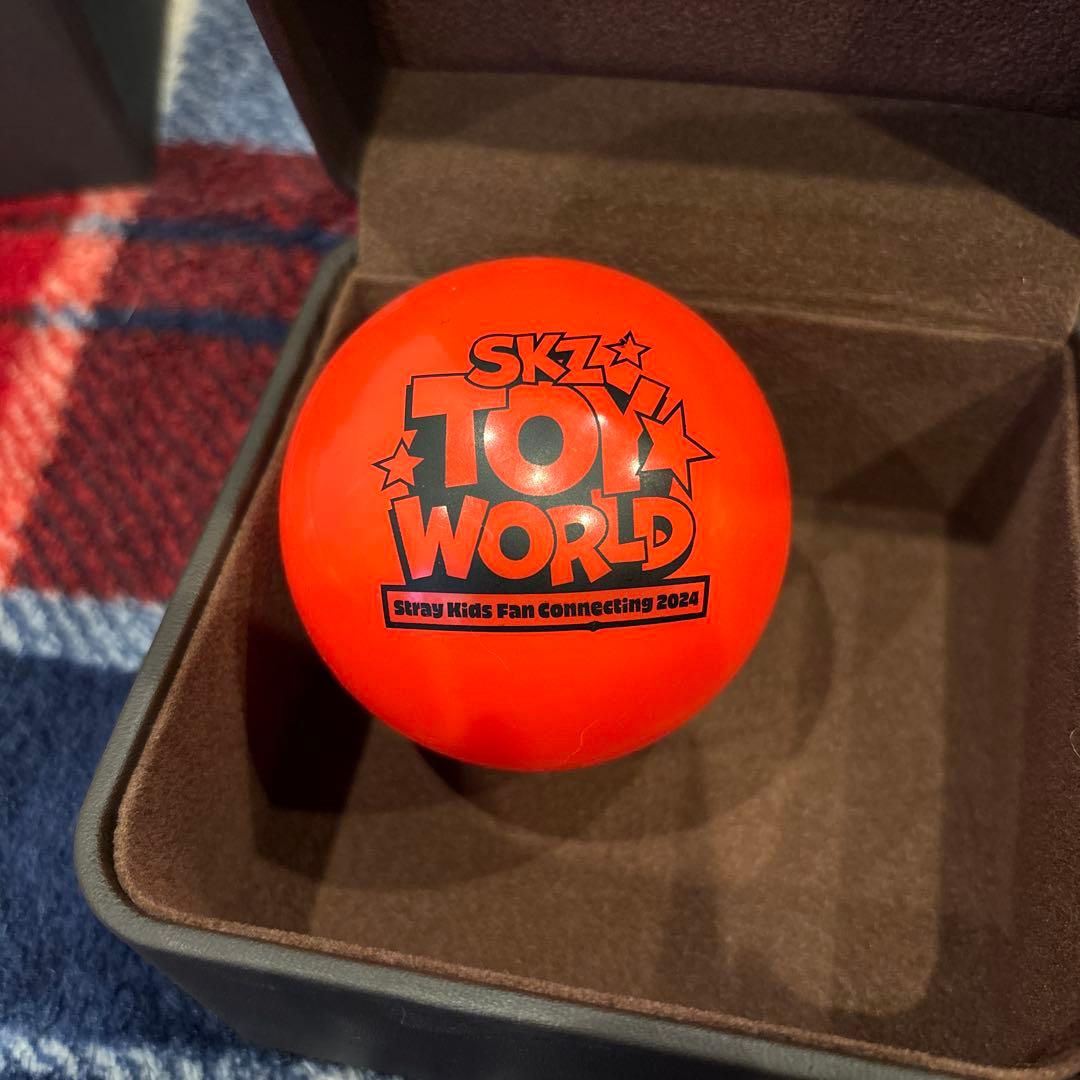 SKZ
TOY
WORLD
Stray Kids Fan Connecting 2024